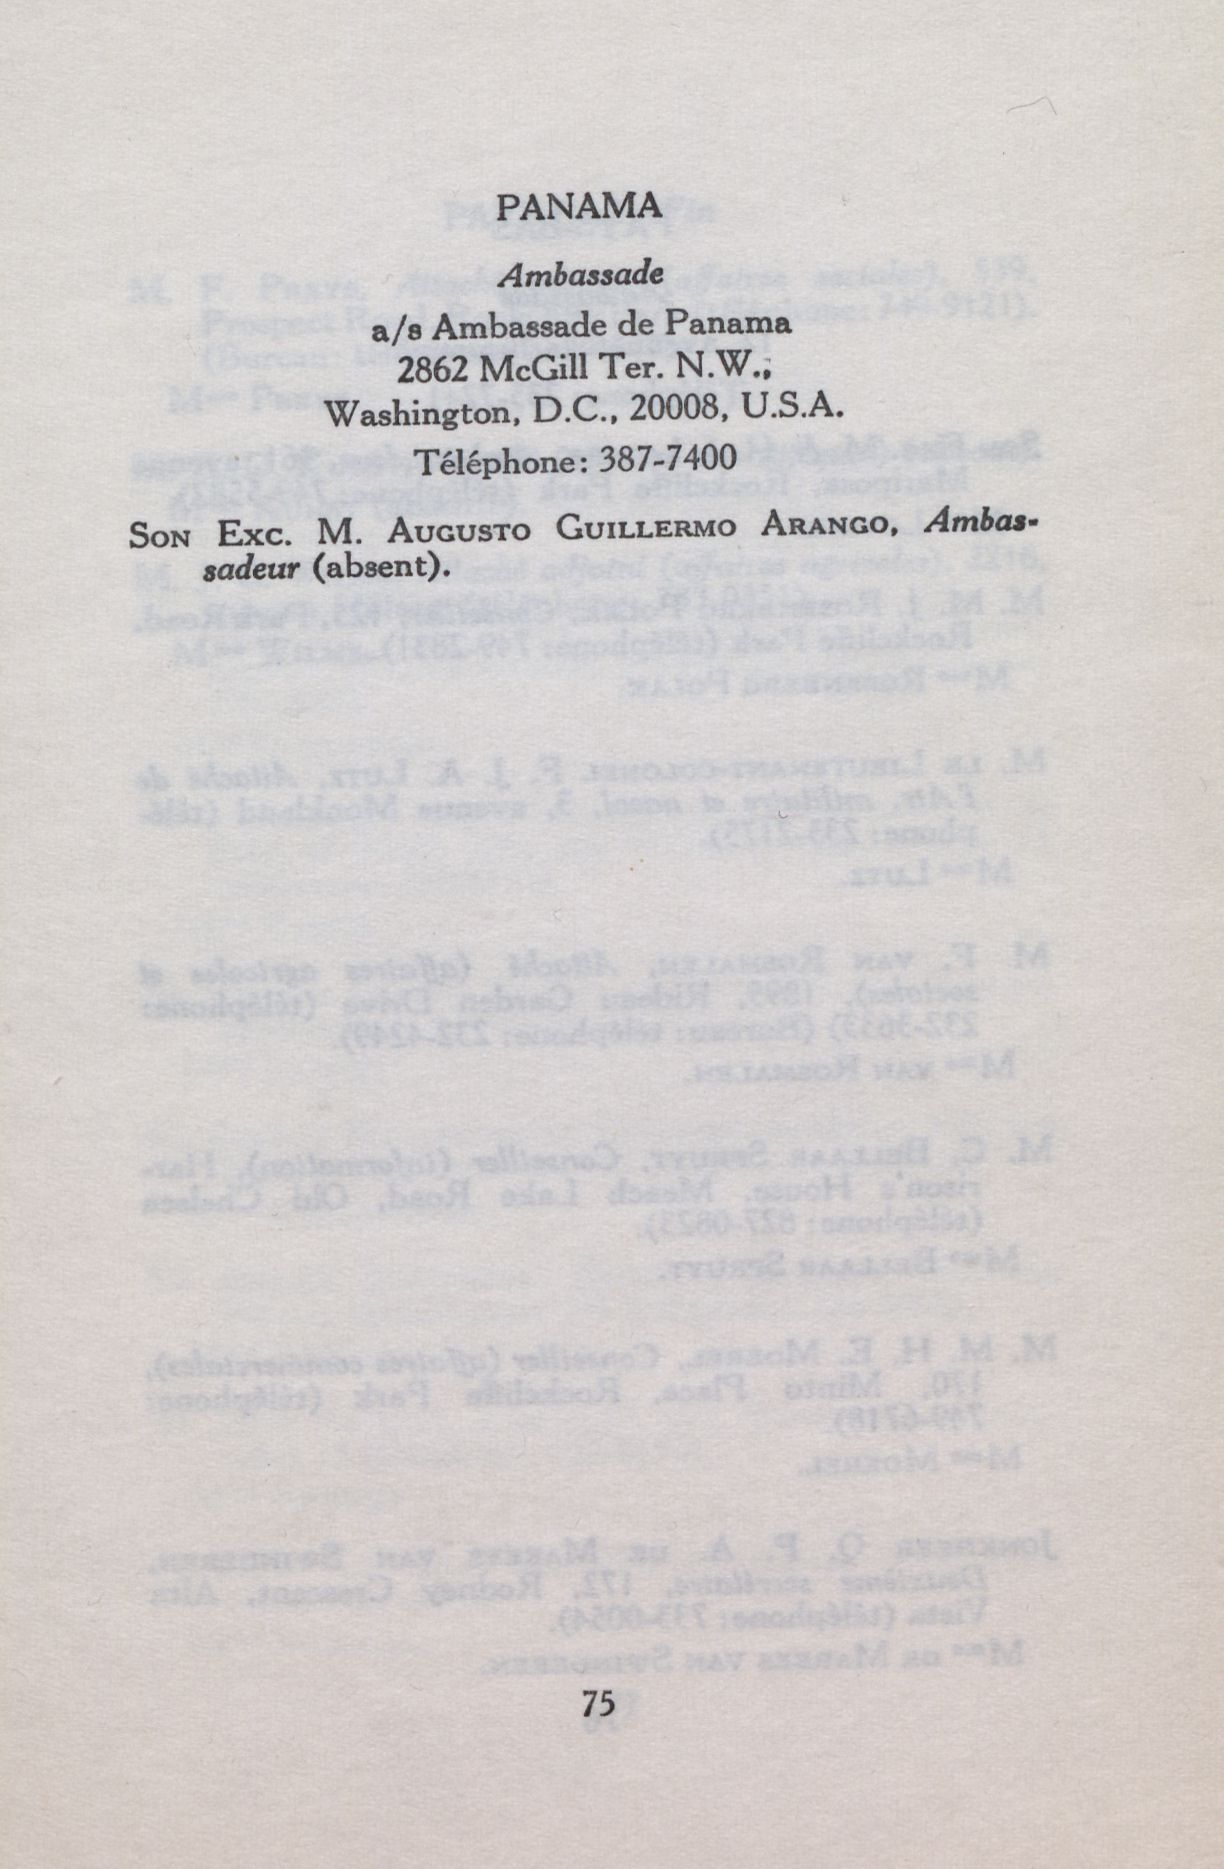 PANAMA
Ambassade
a/s Ambassade de Panama
2862 McGill Ter. N.W.,
Washington, D.C., 20008, U.S.A.
Téléphone: 387-7400
SON EXC. M. AUGUSTO GUILLERMO ARANGO, Ambas-
sadeur (absent).
75